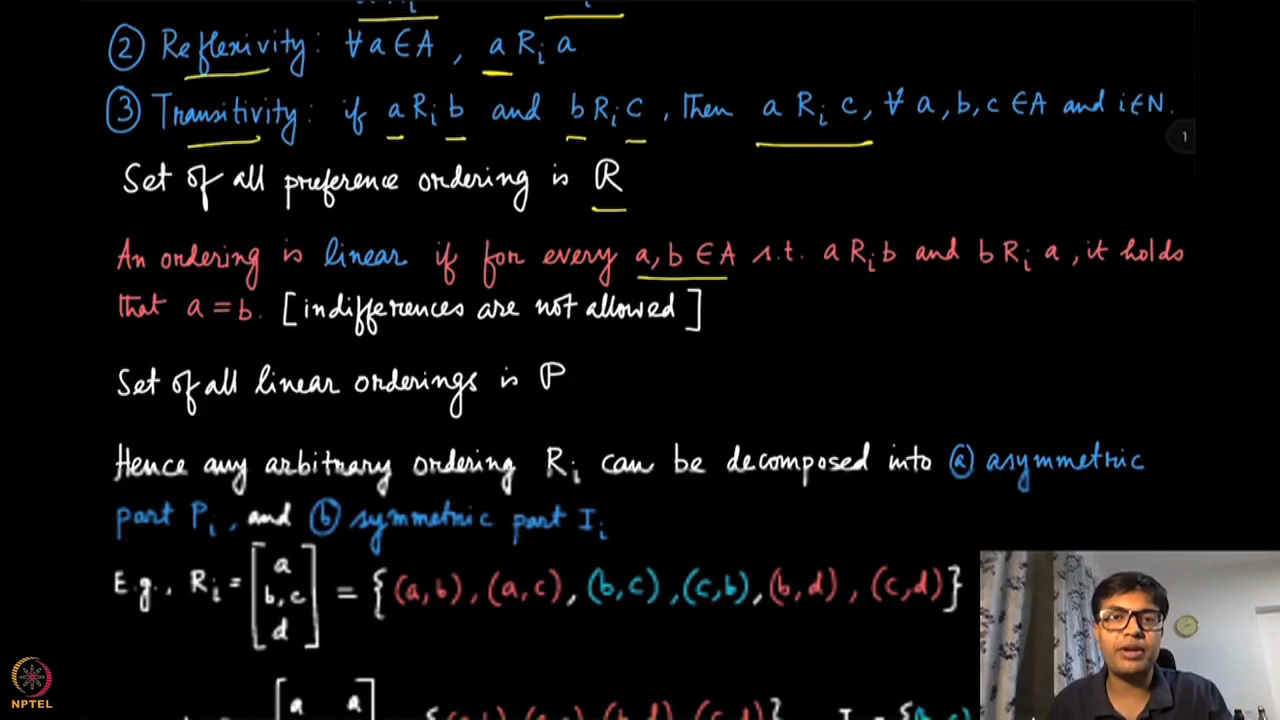 ② Reflexivity: ∀ a ∈ A, a Rᵢ a
③ Transitivity: if a Rᵢ b and b Rᵢ c, then a Rᵢ c, ∀ a, b, c ∈ A and i ∈ N.
1
Set of all preference ordering is ℝ
An ordering is linear if for every a, b ∈ A s.t. a Rᵢ b and b Rᵢ a, it holds
that a = b. [indifferences are not allowed]
Set of all linear orderings is ℙ
Hence any arbitrary ordering Rᵢ can be decomposed into ⓐ asymmetric
part Pᵢ, and ⓑ symmetric part Iᵢ
E.g., Rᵢ = [a
b, c
d] = {(a, b), (a, c), (b, c), (c, b), (b, d), (c, d)}
a a
NPTEL